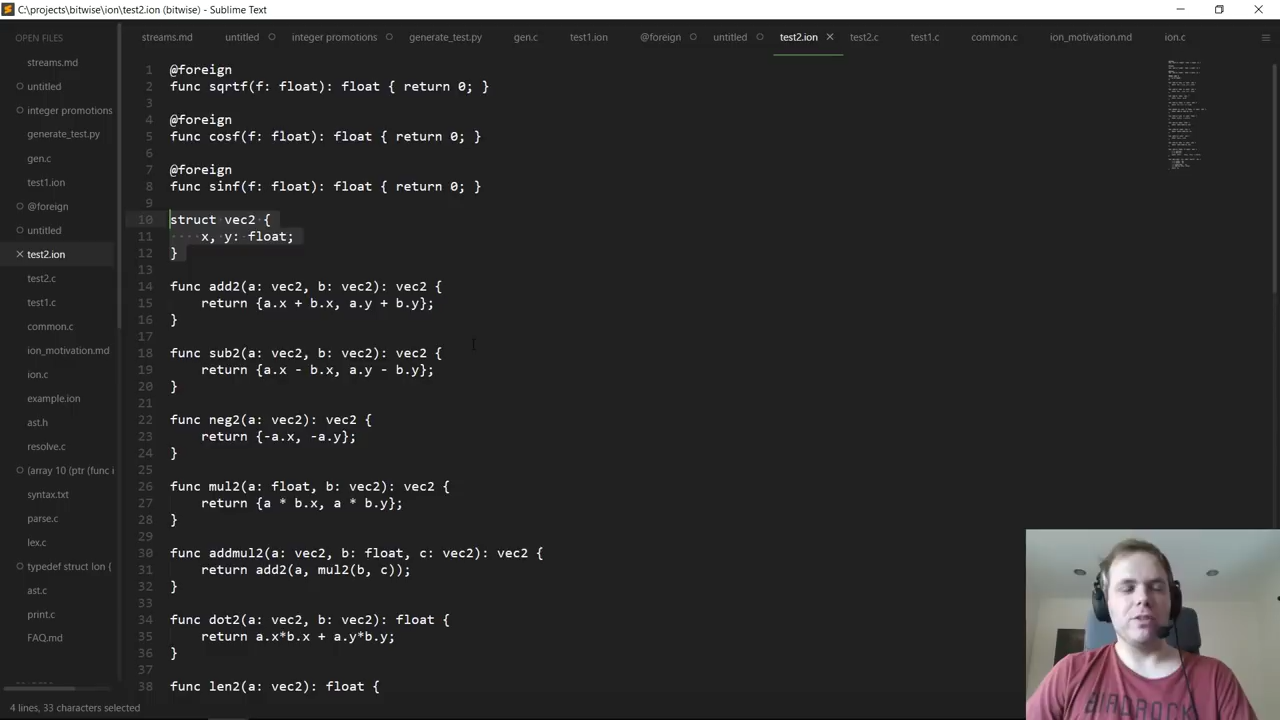 C:\projects\bitwise\ion\test2.ion (bitwise) - Sublime Text
OPEN FILES
streams.md
untitled
integer promotions
generate_test.py
gen.c
test1.ion
@foreign
untitled
test2.ion
test2.c
test1.c
common.c
ion_motivation.md
ion.c
example.ion
ast.h
resolve.c
(array 10 (ptr (func i
syntax.txt
parse.c
lex.c
typedef struct Ion {
ast.c
print.c
FAQ.md
streams.md untitled integer promotions generate_test.py gen.c test1.ion @foreign untitled test2.ion test2.c test1.c common.c ion_motivation.md ion.c
1 @foreign
2 func sqrtf(f: float): float { return 0; }
3
4 @foreign
5 func cosf(f: float): float { return 0;
6
7 @foreign
8 func sinf(f: float): float { return 0; }
9
10 struct vec2 {
11 x, y: float;
12 }
13
14 func add2(a: vec2, b: vec2): vec2 {
15 return {a.x + b.x, a.y + b.y};
16 }
17
18 func sub2(a: vec2, b: vec2): vec2 {
19 return {a.x - b.x, a.y - b.y};
20 }
21
22 func neg2(a: vec2): vec2 {
23 return {-a.x, -a.y};
24 }
25
26 func mul2(a: float, b: vec2): vec2 {
27 return {a * b.x, a * b.y};
28 }
29
30 func addmul2(a: vec2, b: float, c: vec2): vec2 {
31 return add2(a, mul2(b, c));
32 }
33
34 func dot2(a: vec2, b: vec2): float {
35 return a.x*b.x + a.y*b.y;
36 }
37
38 func len2(a: vec2): float {
4 lines, 33 characters selected
BIRDROCK